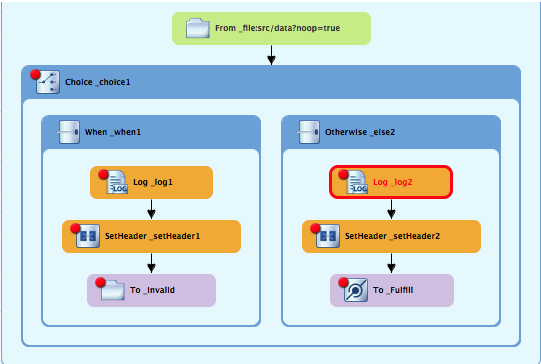 From _file:src/data?noop=true
Choice _choice1
When _when1
Otherwise _else2
LOG
Log _log1
LOG
Log _log2
SetHeader _setHeader1
SetHeader _setHeader2
To _Invalid
To _Fulfill